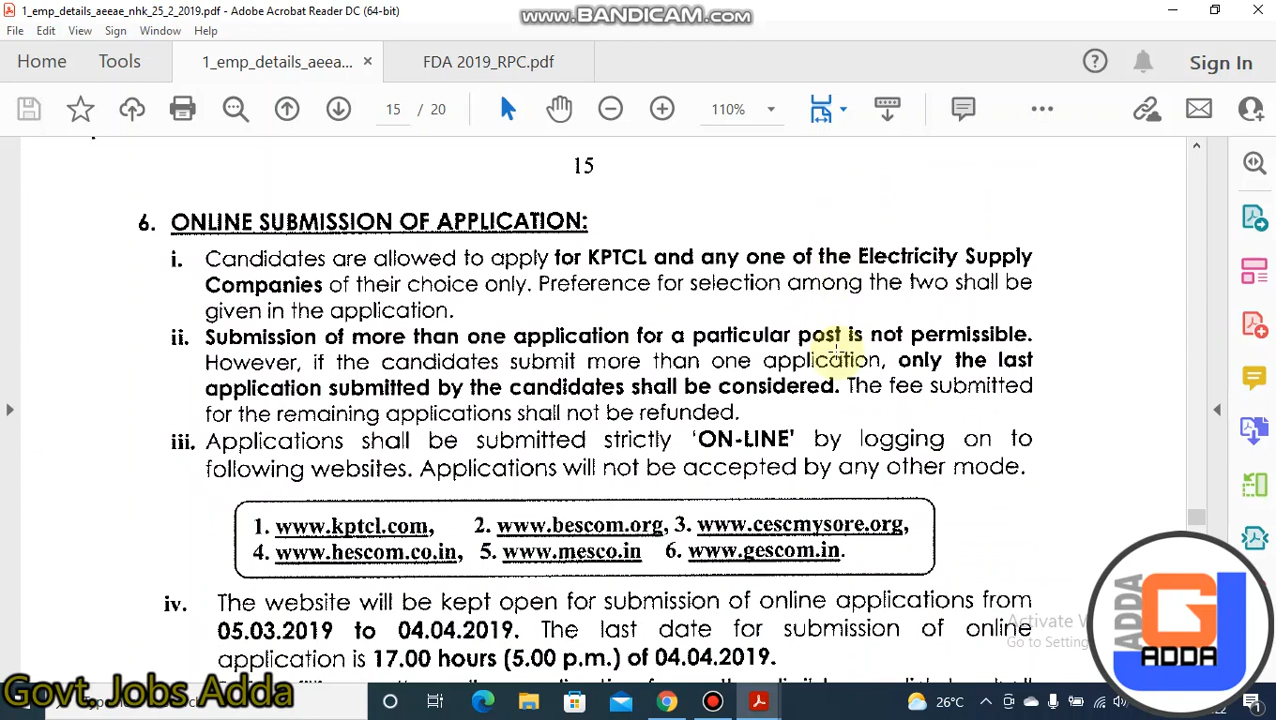 1_emp_details_aeeae_nhk_25_2_2019.pdf - Adobe Acrobat Reader DC (64-bit)
www.BANDICAM.com
File Edit View Sign Window Help
Home Tools 1_emp_details_aeea... × FDA 2019_RPC.pdf Sign In
15 / 20 110%
15
6. ONLINE SUBMISSION OF APPLICATION:
i. Candidates are allowed to apply for KPTCL and any one of the Electricity Supply
Companies of their choice only. Preference for selection among the two shall be
given in the application.
ii. Submission of more than one application for a particular post is not permissible.
However, if the candidates submit more than one application, only the last
application submitted by the candidates shall be considered. The fee submitted
for the remaining applications shall not be refunded.
iii. Applications shall be submitted strictly 'ON-LINE' by logging on to
following websites. Applications will not be accepted by any other mode.
1. www.kptcl.com, 2. www.bescom.org, 3. www.cescmysore.org,
4. www.hescom.co.in, 5. www.mesco.in 6. www.gescom.in.
iv. The website will be kept open for submission of online applications from
05.03.2019 to 04.04.2019. The last date for submission of online
application is 17.00 hours (5.00 p.m.) of 04.04.2019.
Activate
Go to Setting
ADDA
ADDA
Govt. Jobs Adda
26°C